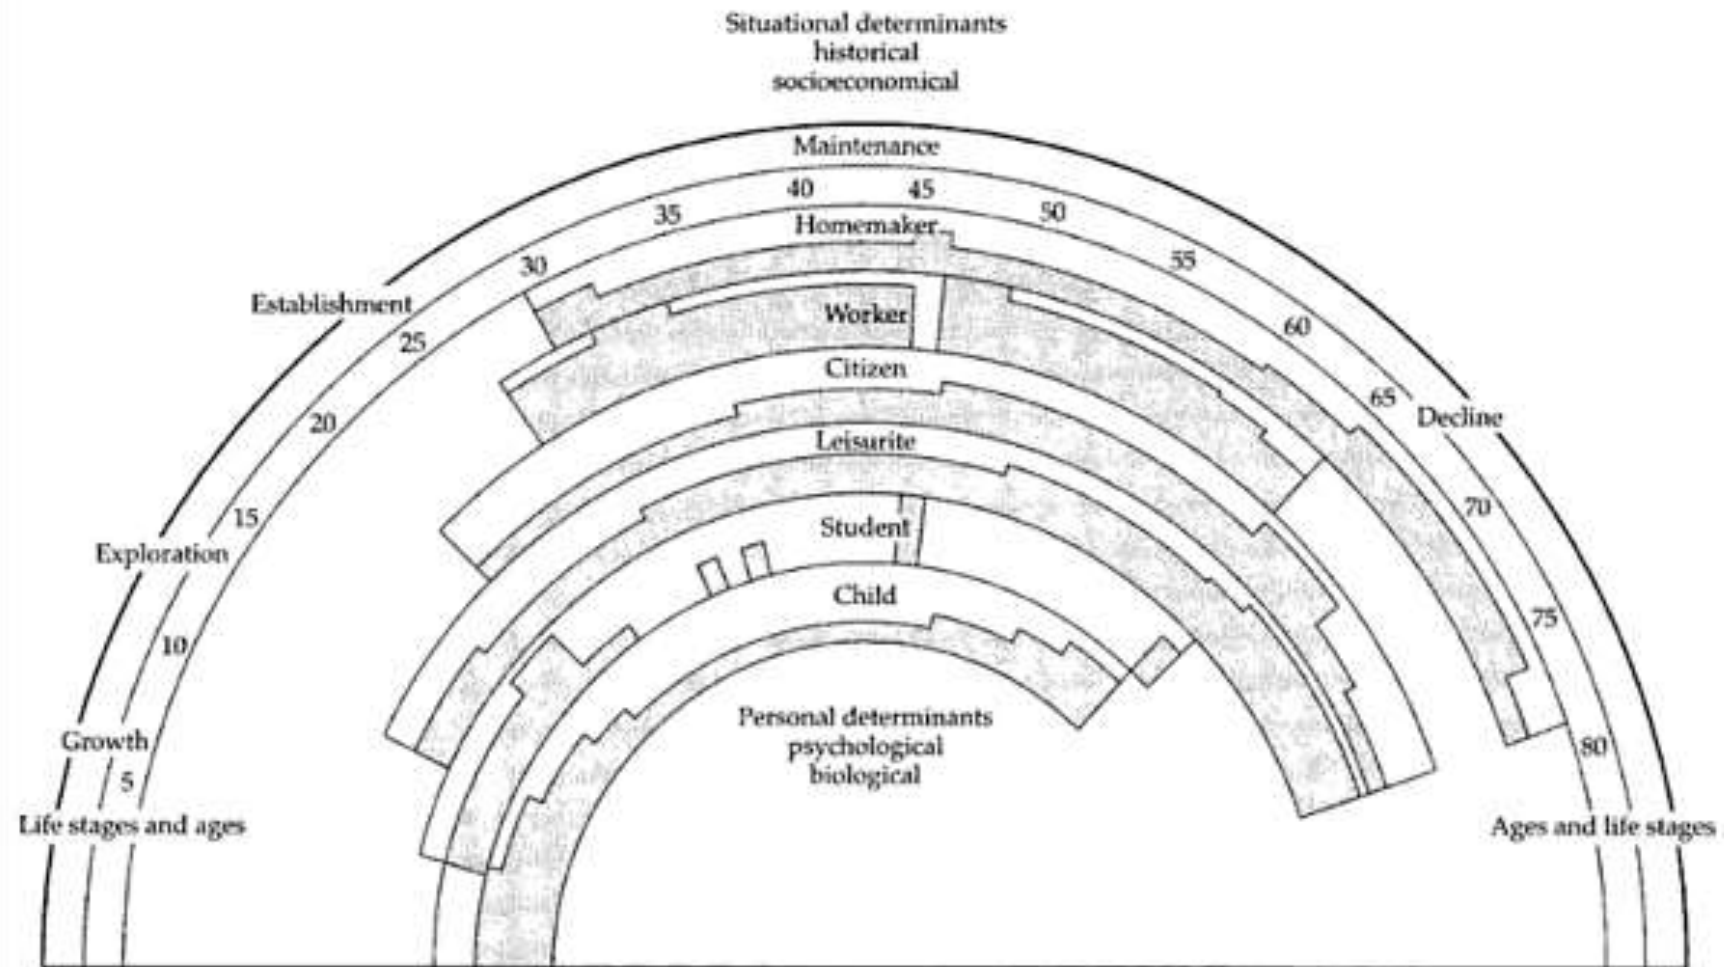 Situational determinants
historical
socioeconomical
Maintenance
40
45
35
50
Homemaker
30
55
Establishment
Worker
25
60
Citizen
65
Decline
20
Leisurite
70
15
Student
Exploration
Child
75
10
Personal determinants
psychological
biological
Growth
80
5
Life stages and ages
Ages and life stages